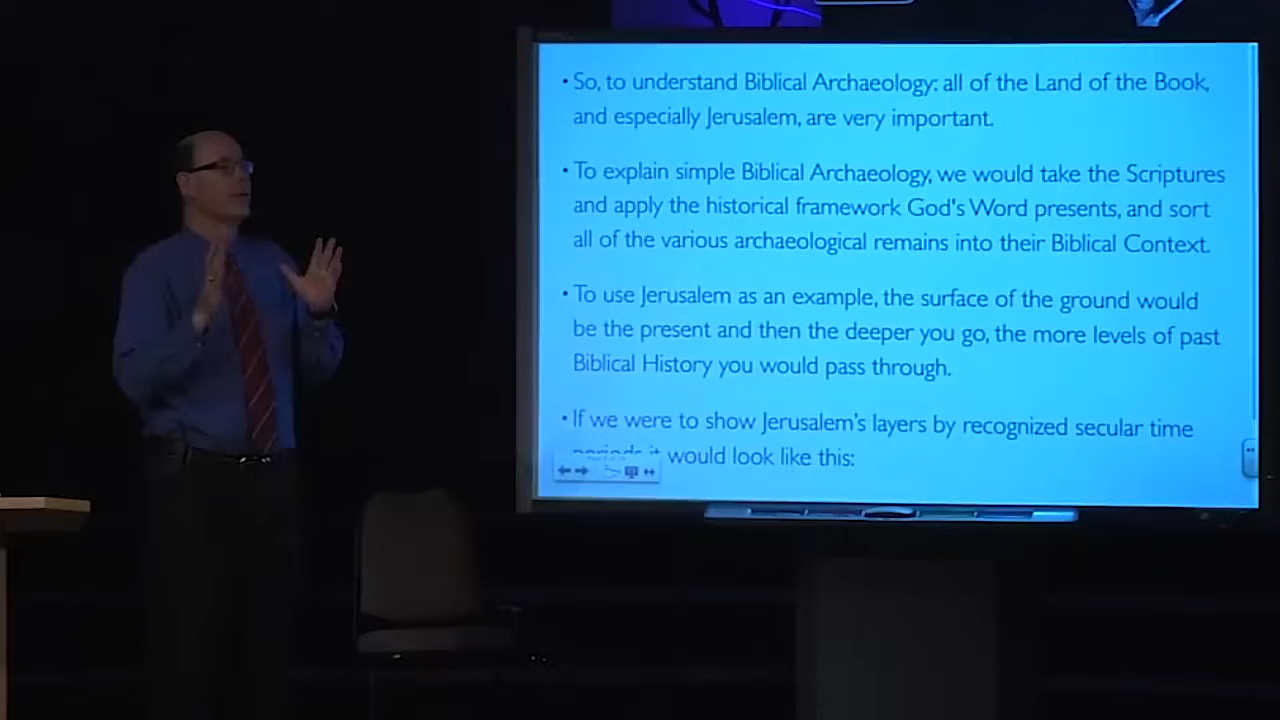 • So, to understand Biblical Archaeology: all of the Land of the Book,
and especially Jerusalem, are very important.
• To explain simple Biblical Archaeology, we would take the Scriptures
and apply the historical framework God's Word presents, and sort
all of the various archaeological remains into their Biblical Context.
• To use Jerusalem as an example, the surface of the ground would
be the present and then the deeper you go, the more levels of past
Biblical History you would pass through.
• If we were to show Jerusalem's layers by recognized secular time
periods it would look like this: